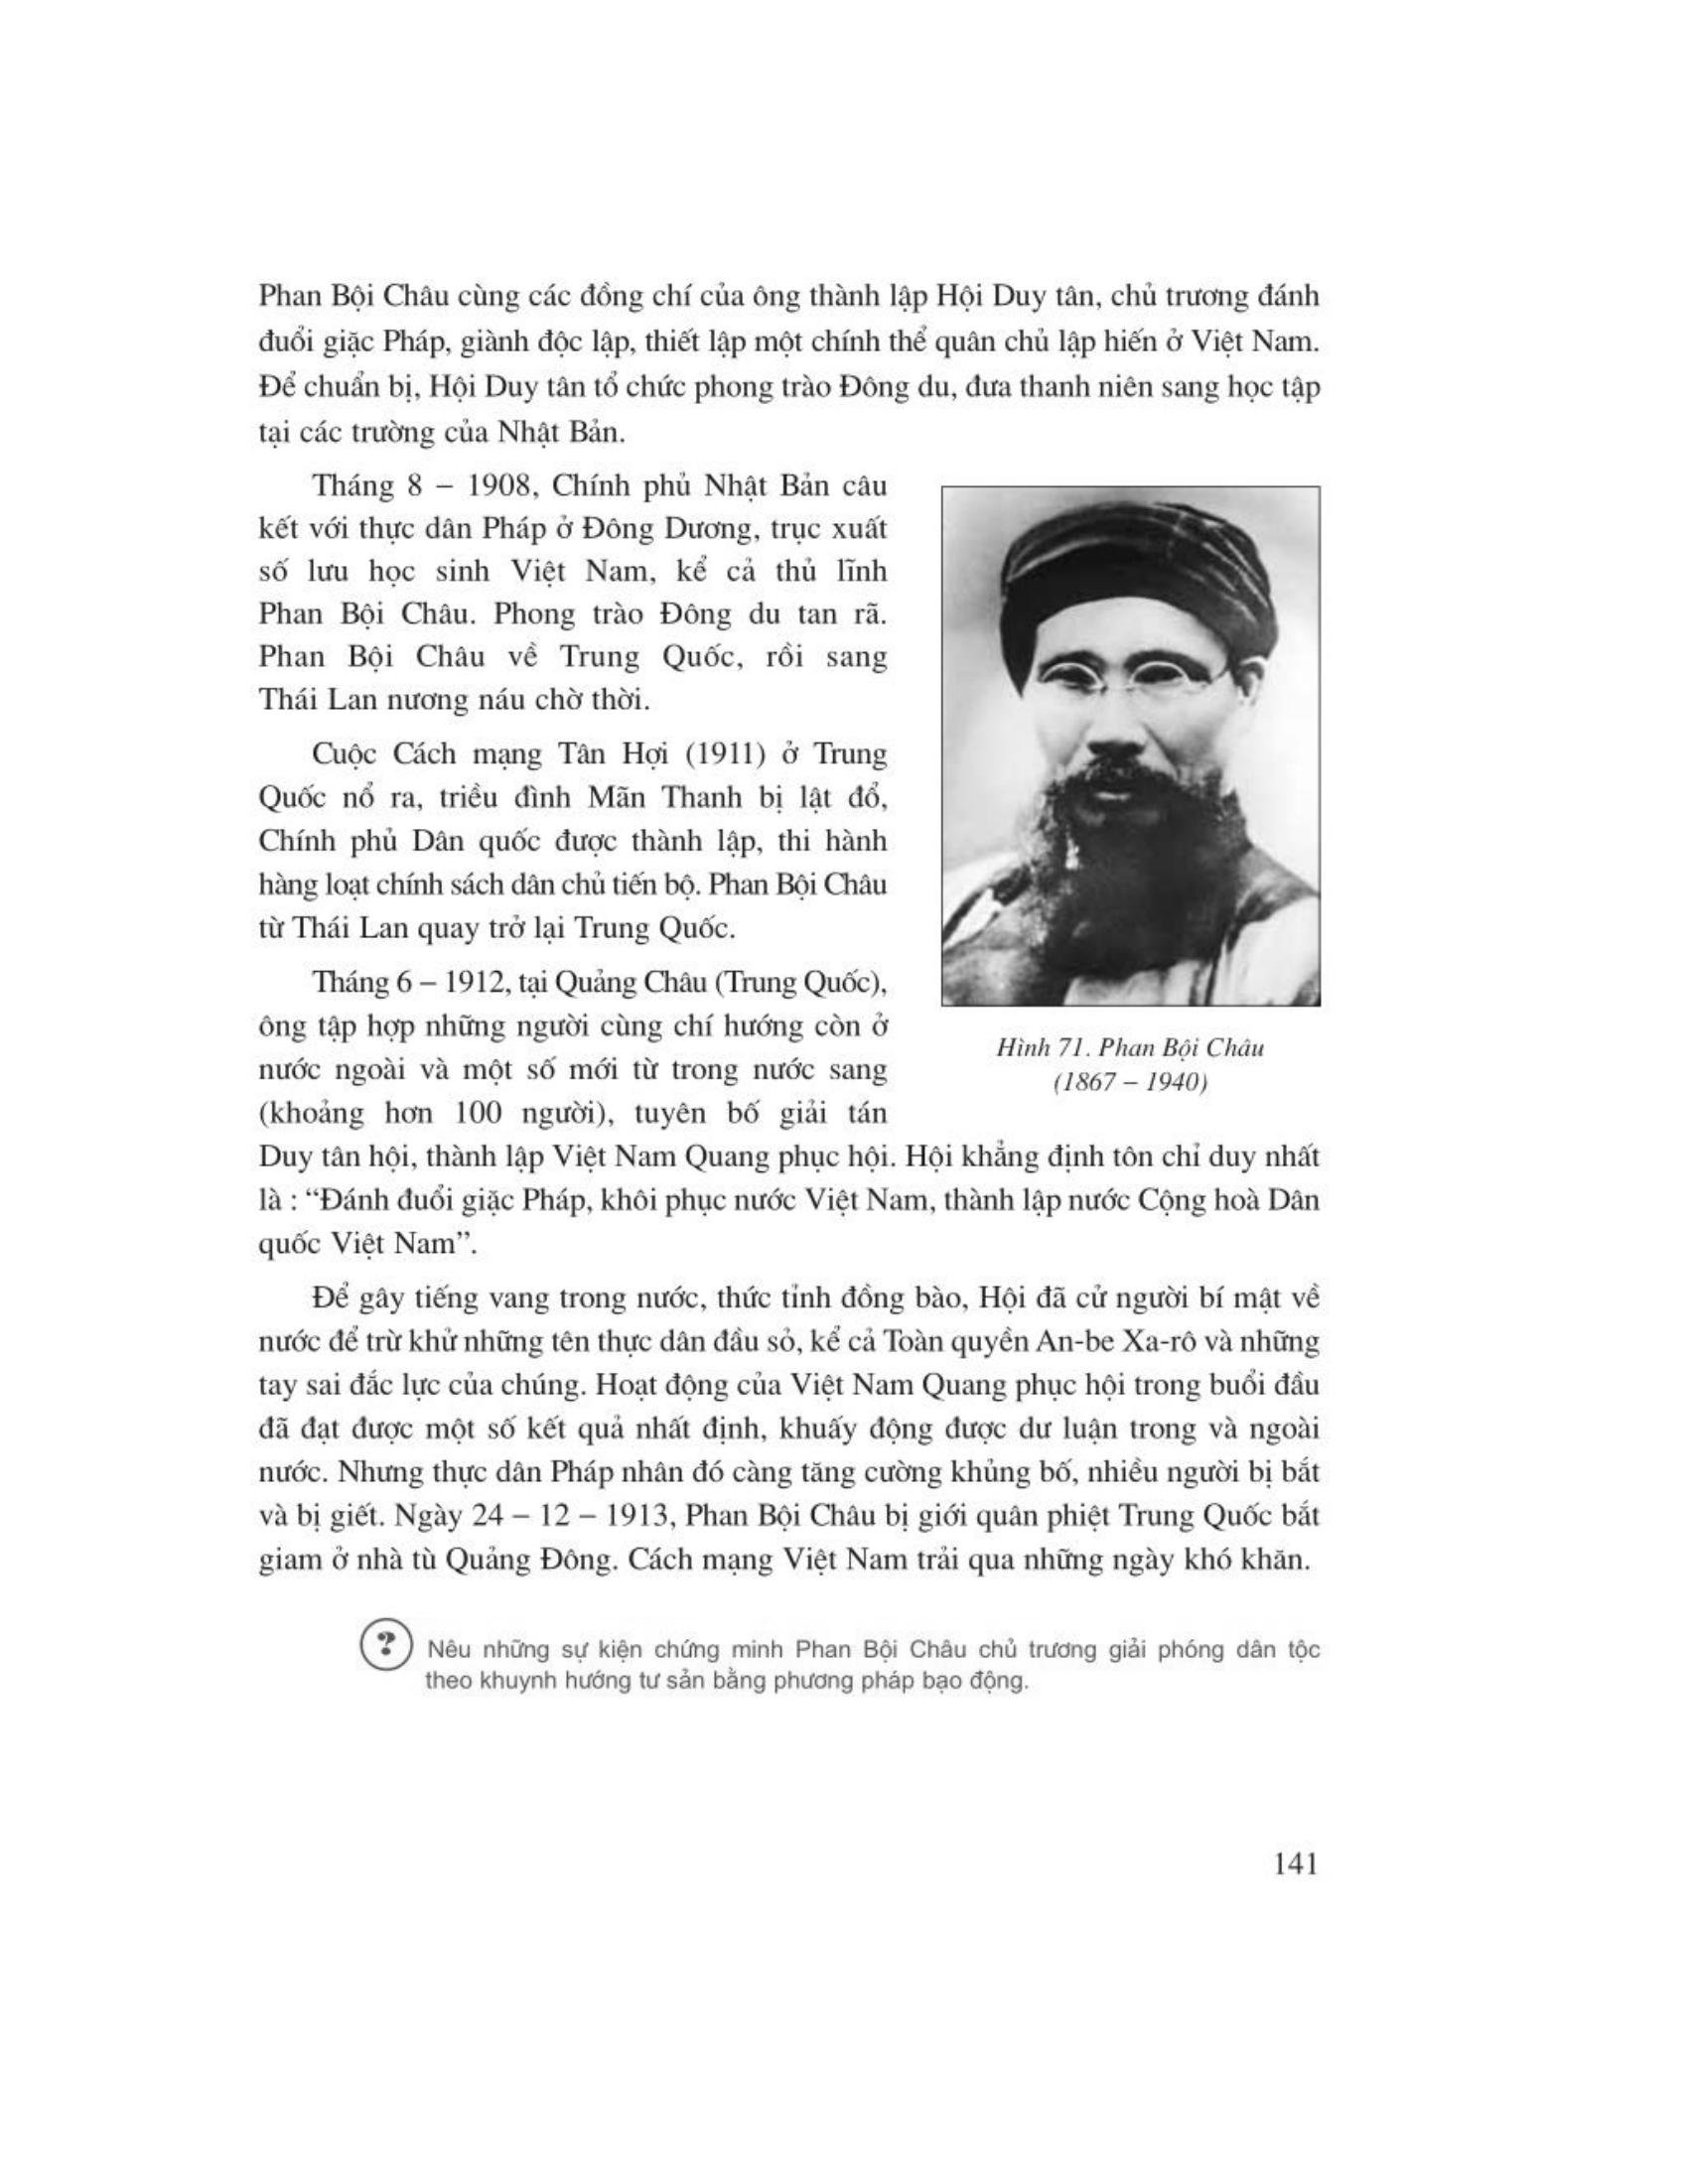 Phan Bội Châu cùng các đồng chí của ông thành lập Hội Duy tân, chủ trương đánh
đuổi giặc Pháp, giành độc lập, thiết lập một chính thể quân chủ lập hiến ở Việt Nam.
Để chuẩn bị, Hội Duy tân tổ chức phong trào Đông du, đưa thanh niên sang học tập
tại các trường của Nhật Bản.
Tháng 8 – 1908, Chính phủ Nhật Bản câu
kết với thực dân Pháp ở Đông Dương, trục xuất
số lưu học sinh Việt Nam, kể cả thủ lĩnh
Phan Bội Châu. Phong trào Đông du tan rã.
Phan Bội Châu về Trung Quốc, rồi sang
Thái Lan nương náu chờ thời.
Cuộc Cách mạng Tân Hợi (1911) ở Trung
Quốc nổ ra, triều đình Mãn Thanh bị lật đổ,
Chính phủ Dân quốc được thành lập, thi hành
hàng loạt chính sách dân chủ tiến bộ. Phan Bội Châu
từ Thái Lan quay trở lại Trung Quốc.
Tháng 6 – 1912, tại Quảng Châu (Trung Quốc),
ông tập hợp những người cùng chí hướng còn ở
nước ngoài và một số mới từ trong nước sang
(khoảng hơn 100 người), tuyên bố giải tán
Duy tân hội, thành lập Việt Nam Quang phục hội. Hội khẳng định tôn chỉ duy nhất
là : “Đánh đuổi giặc Pháp, khôi phục nước Việt Nam, thành lập nước Cộng hoà Dân
quốc Việt Nam”.
Hình 71. Phan Bội Châu
(1867 – 1940)
Để gây tiếng vang trong nước, thức tỉnh đồng bào, Hội đã cử người bí mật về
nước để trừ khử những tên thực dân đầu sỏ, kể cả Toàn quyền An-be Xa-rô và những
tay sai đắc lực của chúng. Hoạt động của Việt Nam Quang phục hội trong buổi đầu
đã đạt được một số kết quả nhất định, khuấy động được dư luận trong và ngoài
nước. Nhưng thực dân Pháp nhân đó càng tăng cường khủng bố, nhiều người bị bắt
và bị giết. Ngày 24 – 12 – 1913, Phan Bội Châu bị giới quân phiệt Trung Quốc bắt
giam ở nhà tù Quảng Đông. Cách mạng Việt Nam trải qua những ngày khó khăn.
? Nêu những sự kiện chứng minh Phan Bội Châu chủ trương giải phóng dân tộc
theo khuynh hướng tư sản bằng phương pháp bạo động.
141